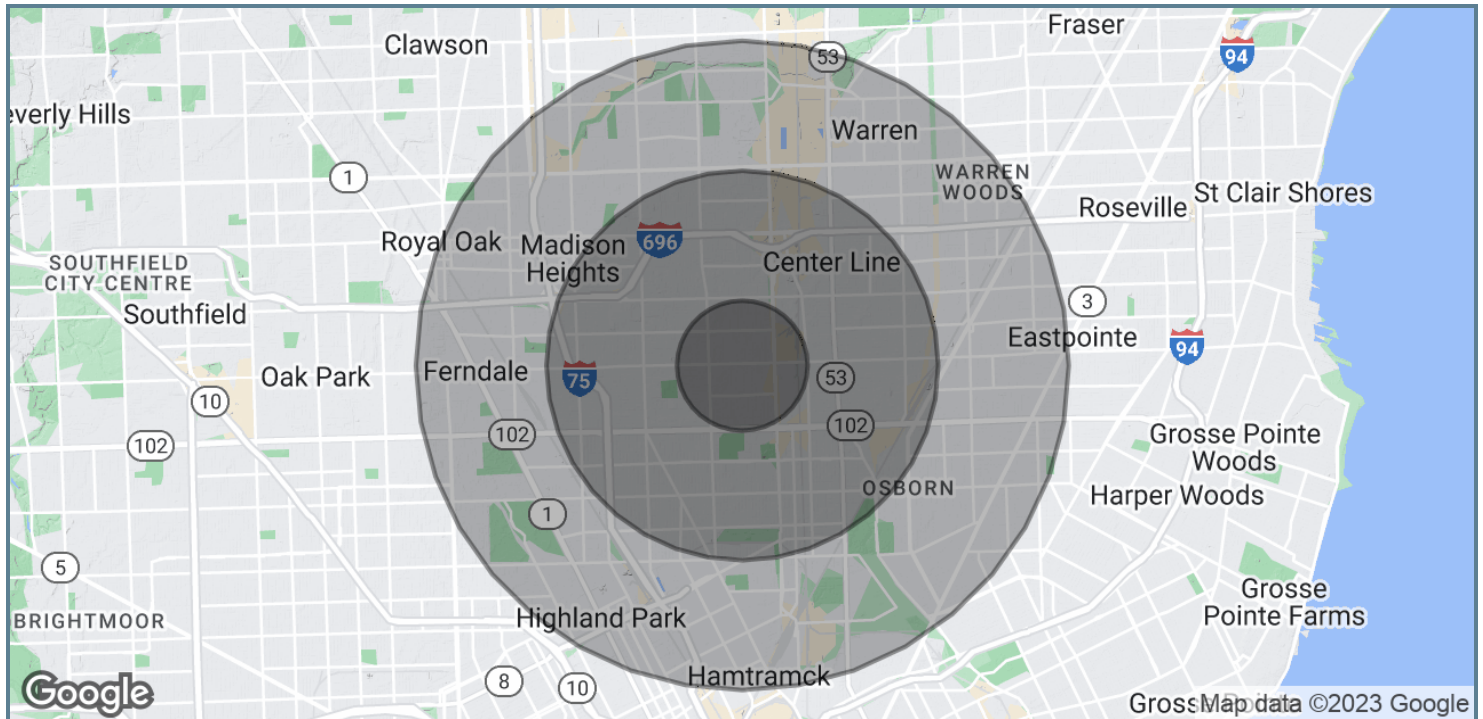 Fraser
Clawson
94
53
everly Hills
Warren
WARREN
WOODS
1
St Clair Shores
Roseville
Royal Oak
Madison
Heights
696
Center Line
SOUTHFIELD
CITY CENTRE
3
Southfield
Eastpointe
94
Ferndale
75
Oak Park
53
10
102
102
102
Grosse Pointe
Woods
OSBORN
Harper Woods
1
5
Grosse
Pointe Farms
BRIGHTMOOR
Highland Park
Hamtramck
8
10
Google
Gross
Map data ©2023 Google